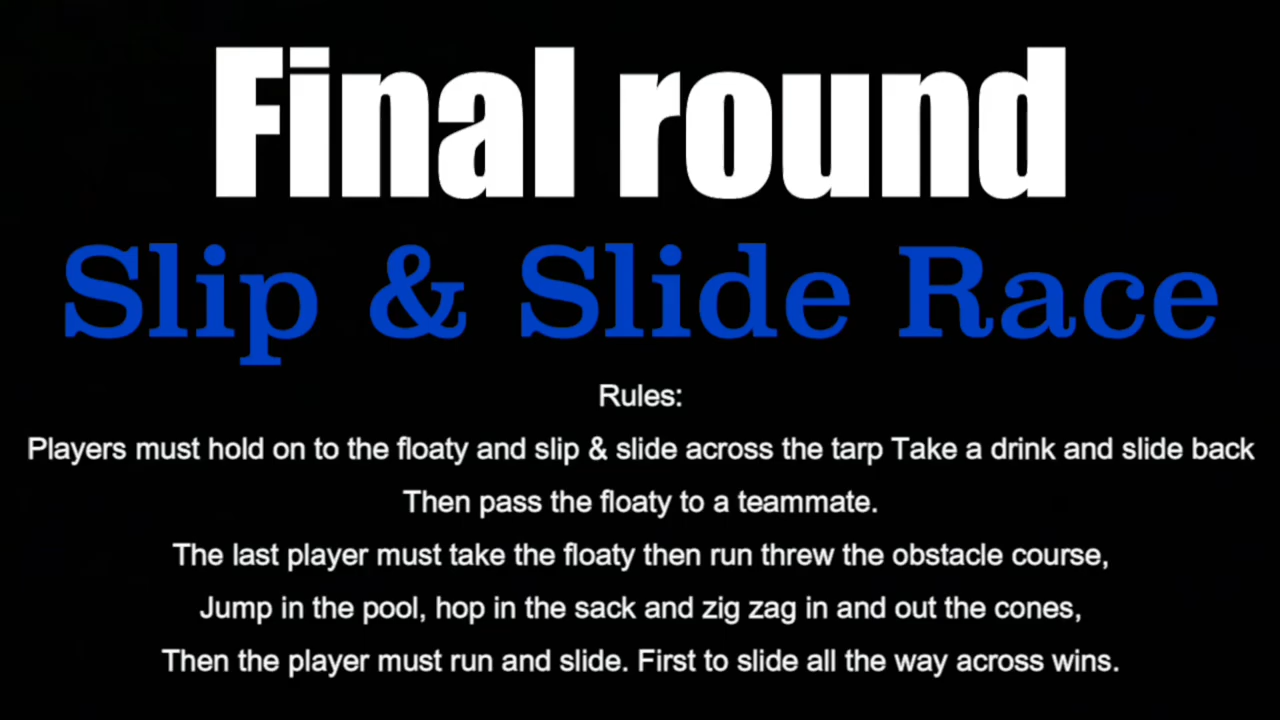 Final round
Slip & Slide Race
Rules:
Players must hold on to the floaty and slip & slide across the tarp Take a drink and slide back
Then pass the floaty to a teammate.
The last player must take the floaty then run threw the obstacle course,
Jump in the pool, hop in the sack and zig zag in and out the cones,
Then the player must run and slide. First to slide all the way across wins.